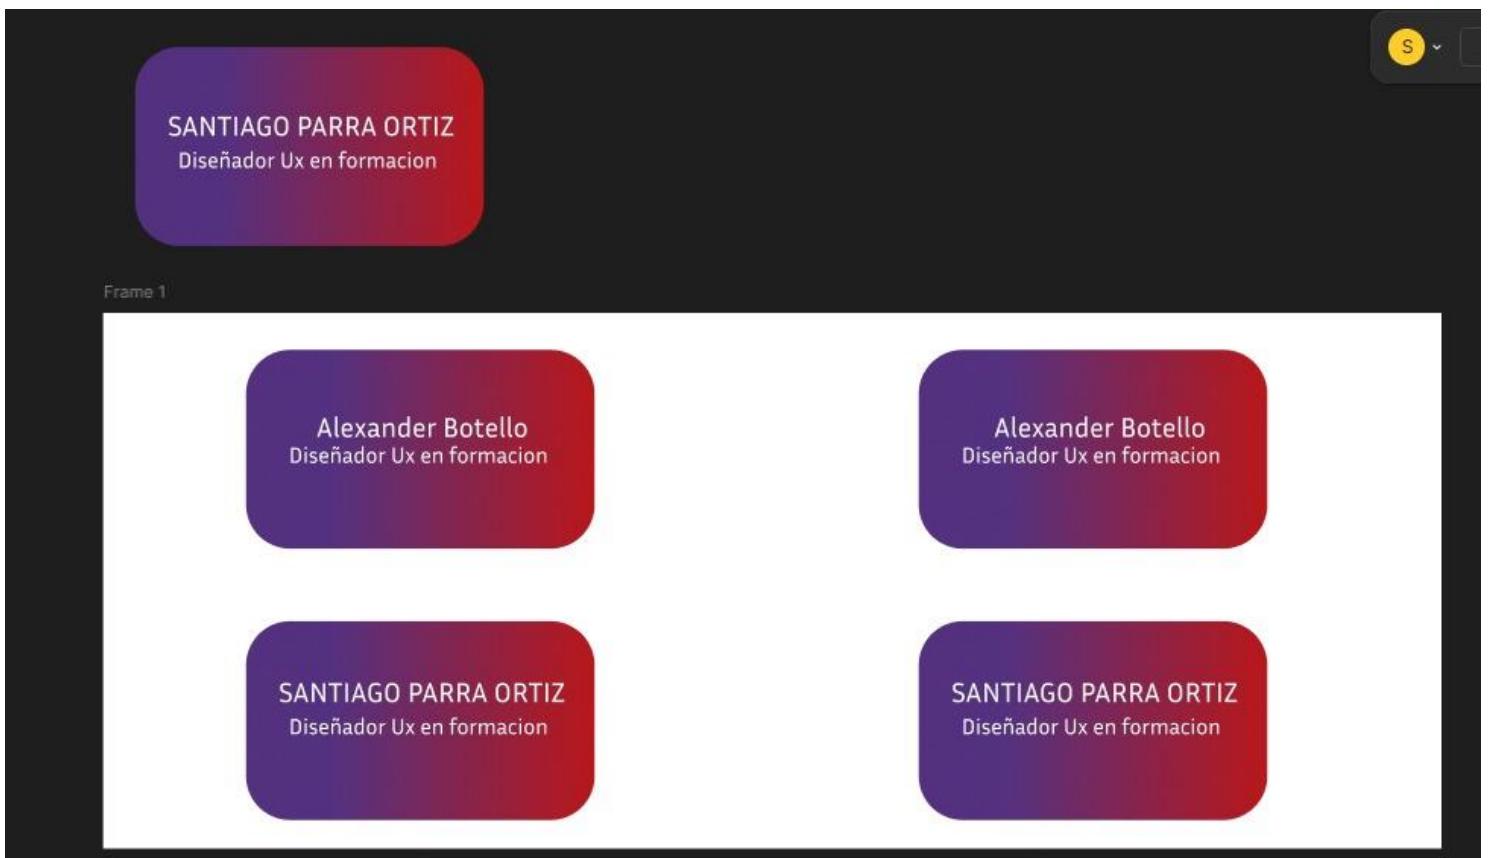 S
SANTIAGO PARRA ORTIZ
Diseñador Ux en formacion
Frame 1
Alexander Botello
Diseñador Ux en formacion
Alexander Botello
Diseñador Ux en formacion
SANTIAGO PARRA ORTIZ
Diseñador Ux en formacion
SANTIAGO PARRA ORTIZ
Diseñador Ux en formacion